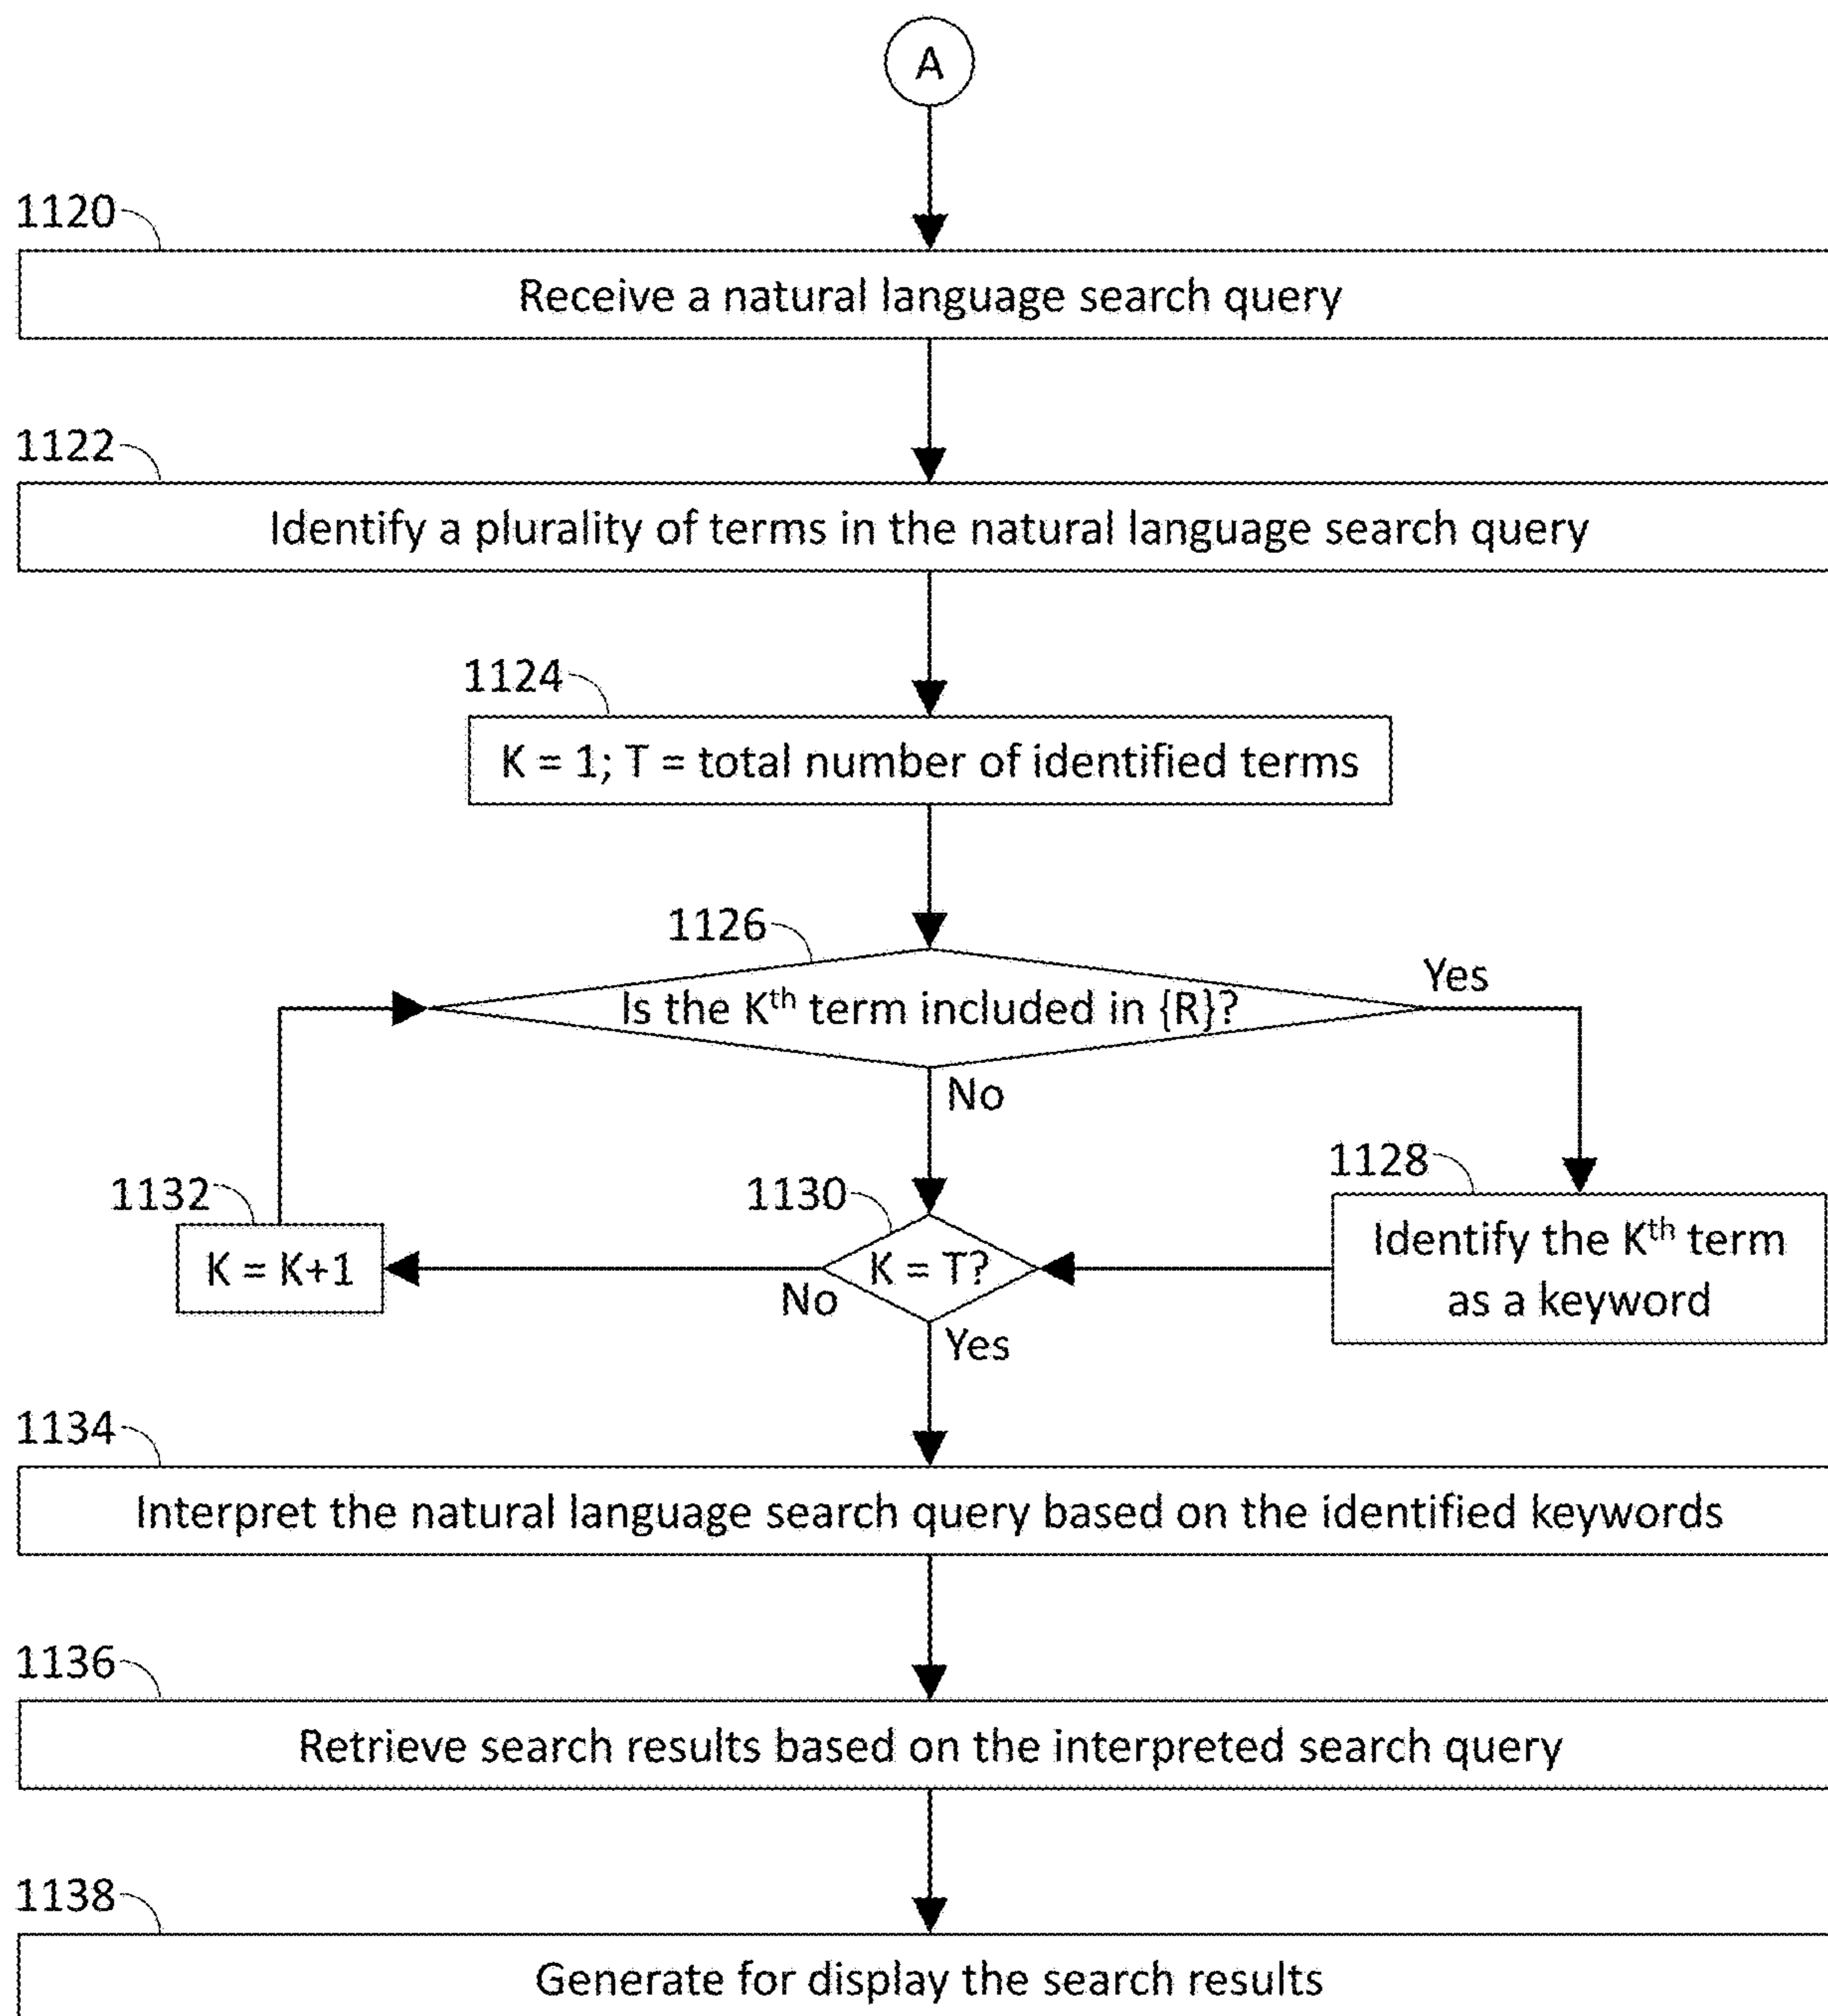 A
1120
Receive a natural language search query
1122
Identify a plurality of terms in the natural language search query
1124
K = 1; T = total number of identified terms
1126
Is the Kth term included in {R}?
Yes
No
1128
Identify the Kth term
as a keyword
1130
K = T?
No
Yes
1132
K = K+1
1134
Interpret the natural language search query based on the identified keywords
1136
Retrieve search results based on the interpreted search query
1138
Generate for display the search results